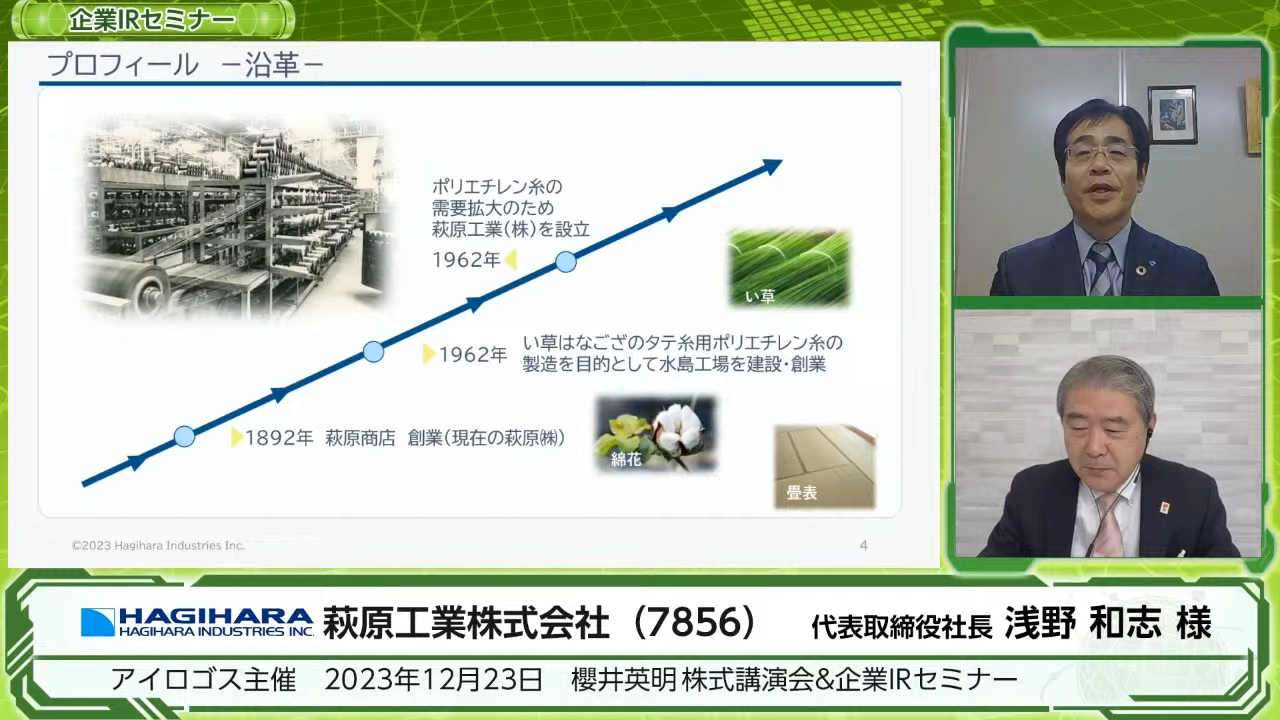 企業IRセミナー
プロフィール －沿革－
ポリエチレン糸の
需要拡大のため
萩原工業（株）を設立
1962年
い草
1962年
い草はなござのタテ糸用ポリエチレン糸の
製造を目的として水島工場を建設・創業
1892年 萩原商店 創業（現在の萩原㈱）
綿花
畳表
©2023 Hagihara Industries Inc.
4
HAGIHARA
HAGIHARA INDUSTRIES INC.
萩原工業株式会社（7856） 代表取締役社長 浅野 和志 様
アイロゴス主催 2023年12月23日 櫻井英明 株式講演会&企業IRセミナー